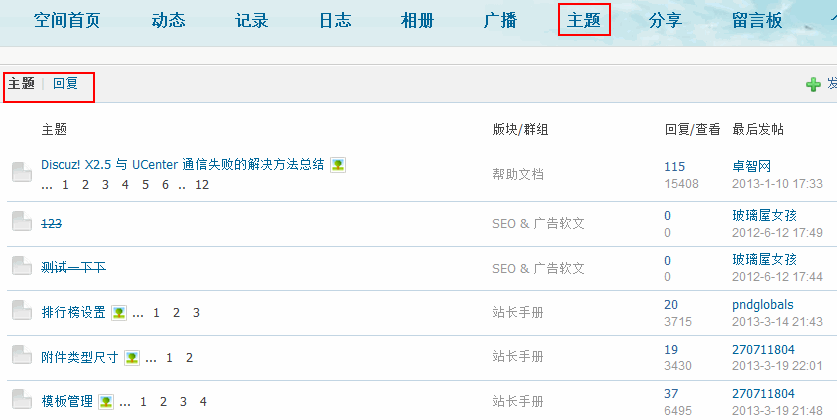 空间首页 动态 记录 日志 相册 广播 主题 分享 留言板
主题 | 回复
主题 版块/群组 回复/查看 最后发帖
Discuz! X2.5 与 UCenter 通信失败的解决方法总结 帮助文档 115 卓智网
... 1 2 3 4 5 6 .. 12 15408 2013-1-10 17:33
123 SEO & 广告软文 0 玻璃屋女孩
0 2012-6-12 17:49
测试一下下 SEO & 广告软文 0 玻璃屋女孩
0 2012-6-12 17:44
排行榜设置 ... 1 2 3 站长手册 20 pndglobals
3715 2013-3-14 21:43
附件类型尺寸 ... 1 2 站长手册 19 270711804
3430 2013-3-19 22:01
模板管理 ... 1 2 3 4 站长手册 37 270711804
6495 2013-3-19 21:48